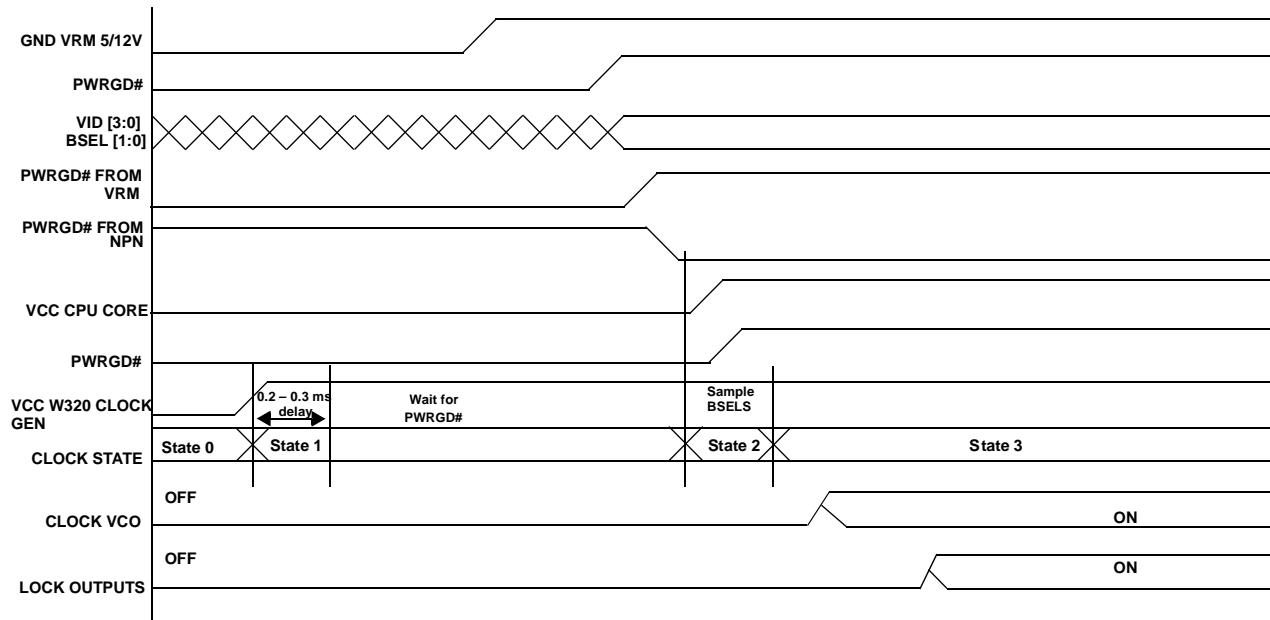 GND VRM 5/12V
PWRGD#
VID [3:0]
BSEL [1:0]
PWRGD# FROM
VRM
PWRGD# FROM
NPN
VCC CPU CORE
PWRGD#
VCC W320 CLOCK
GEN
0.2 – 0.3 ms
delay
Wait for
PWRGD#
Sample
BSELS
CLOCK STATE
State 0
State 1
State 2
State 3
OFF
CLOCK VCO
ON
OFF
LOCK OUTPUTS
ON